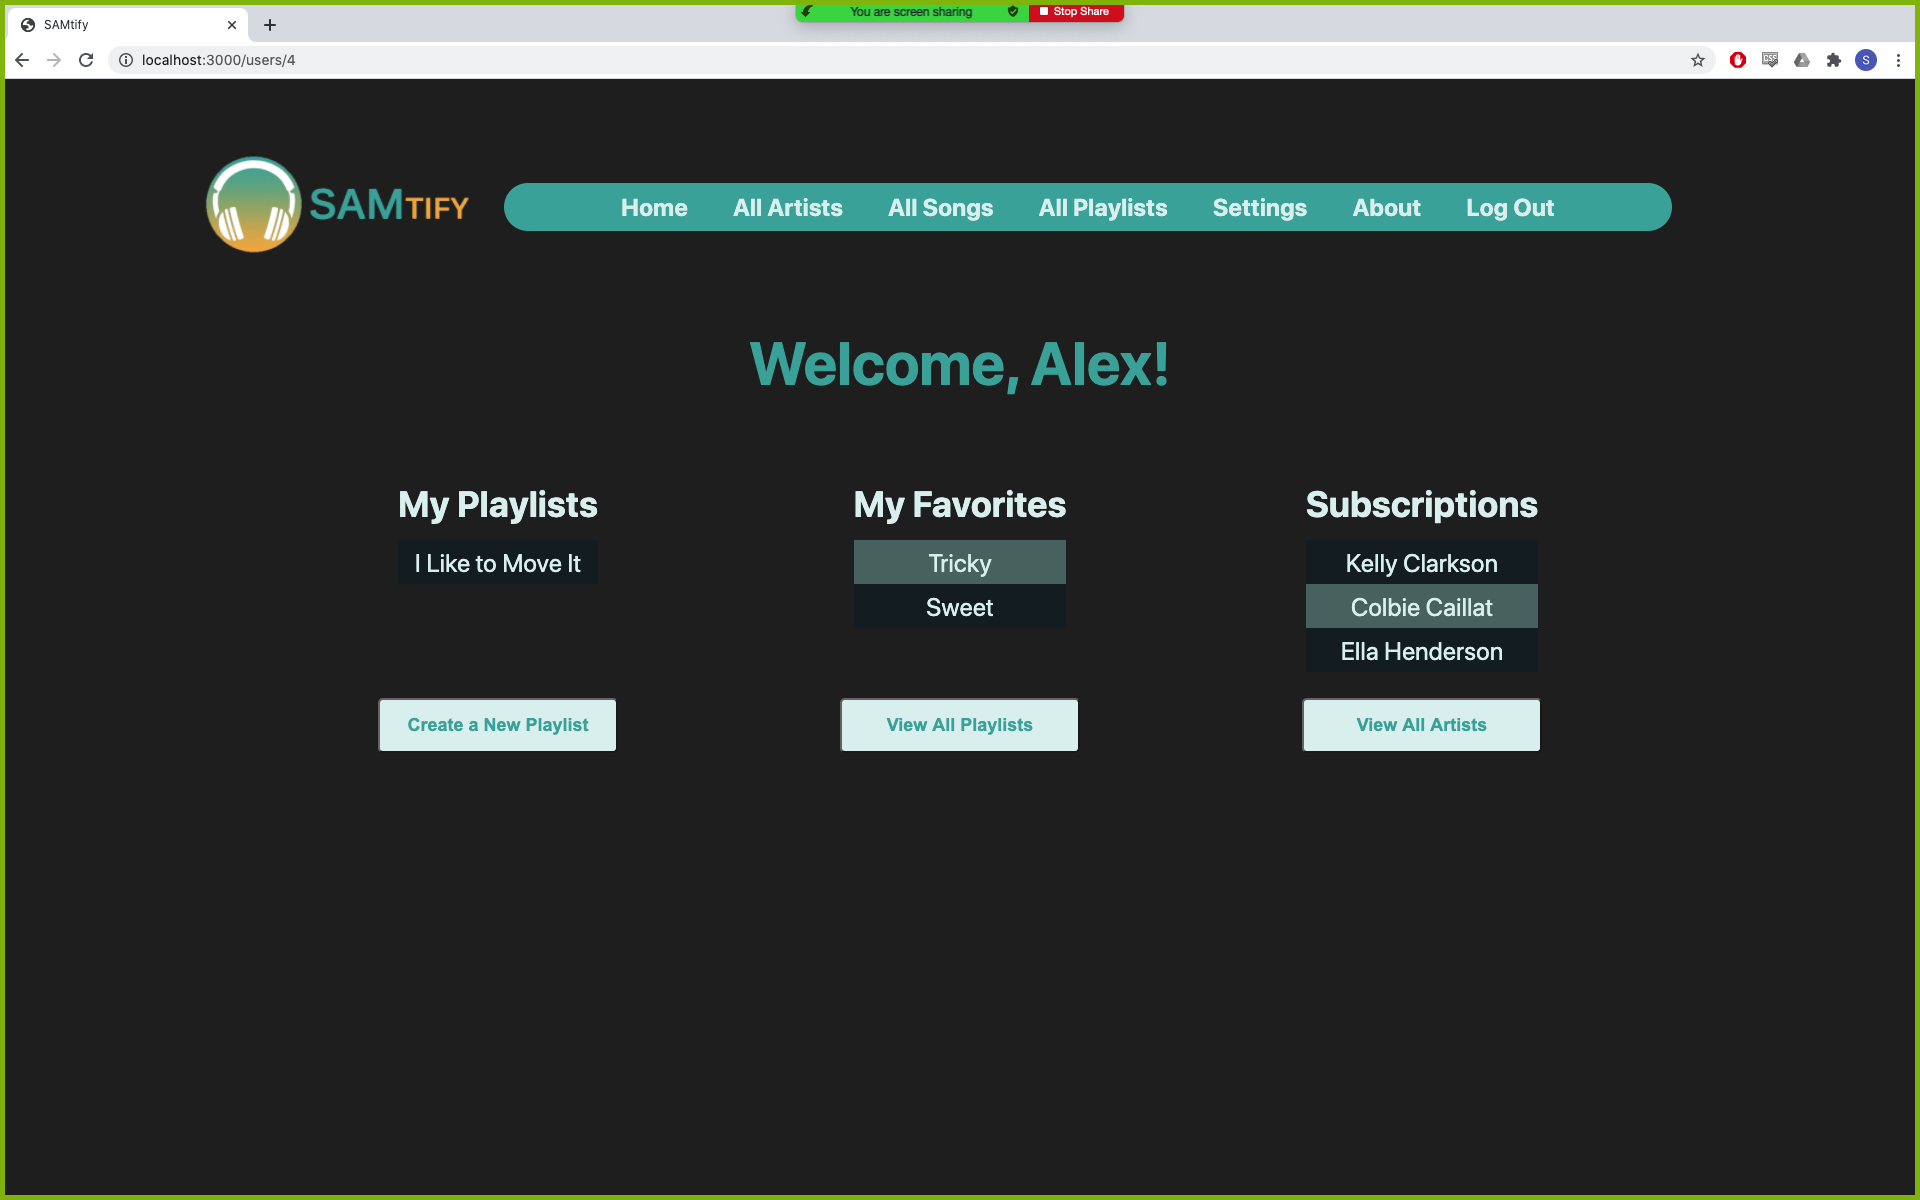 SAMtify
You are screen sharing
Stop Share
localhost:3000/users/4
CSS
S
SAMTIFY
Home All Artists All Songs All Playlists Settings About Log Out
Welcome, Alex!
My Playlists
I Like to Move It
Create a New Playlist
My Favorites
Tricky
Sweet
View All Playlists
Subscriptions
Kelly Clarkson
Colbie Caillat
Ella Henderson
View All Artists